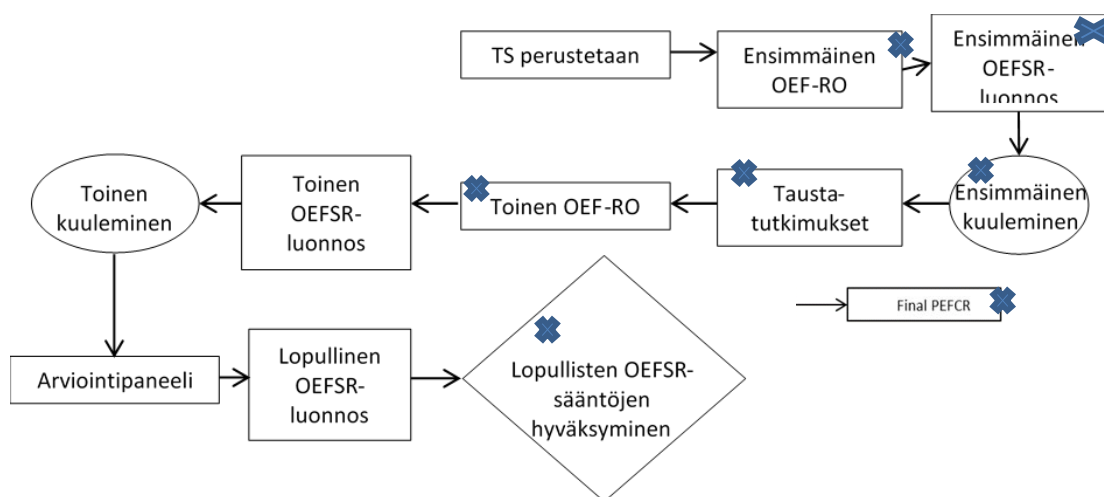 TS perustetaan
Ensimmäinen
OEF-RO
Ensimmäinen
OEFSR-
luonnos
Ensimmäinen
kuuleminen
Tausta-
tutkimukset
Toinen OEF-RO
Toinen
OEFSR-
luonnos
Toinen
kuuleminen
Arviointipaneeli
Lopullinen
OEFSR-
luonnos
Lopullisten OEFSR-
sääntöjen
hyväksyminen
Final PEFCR